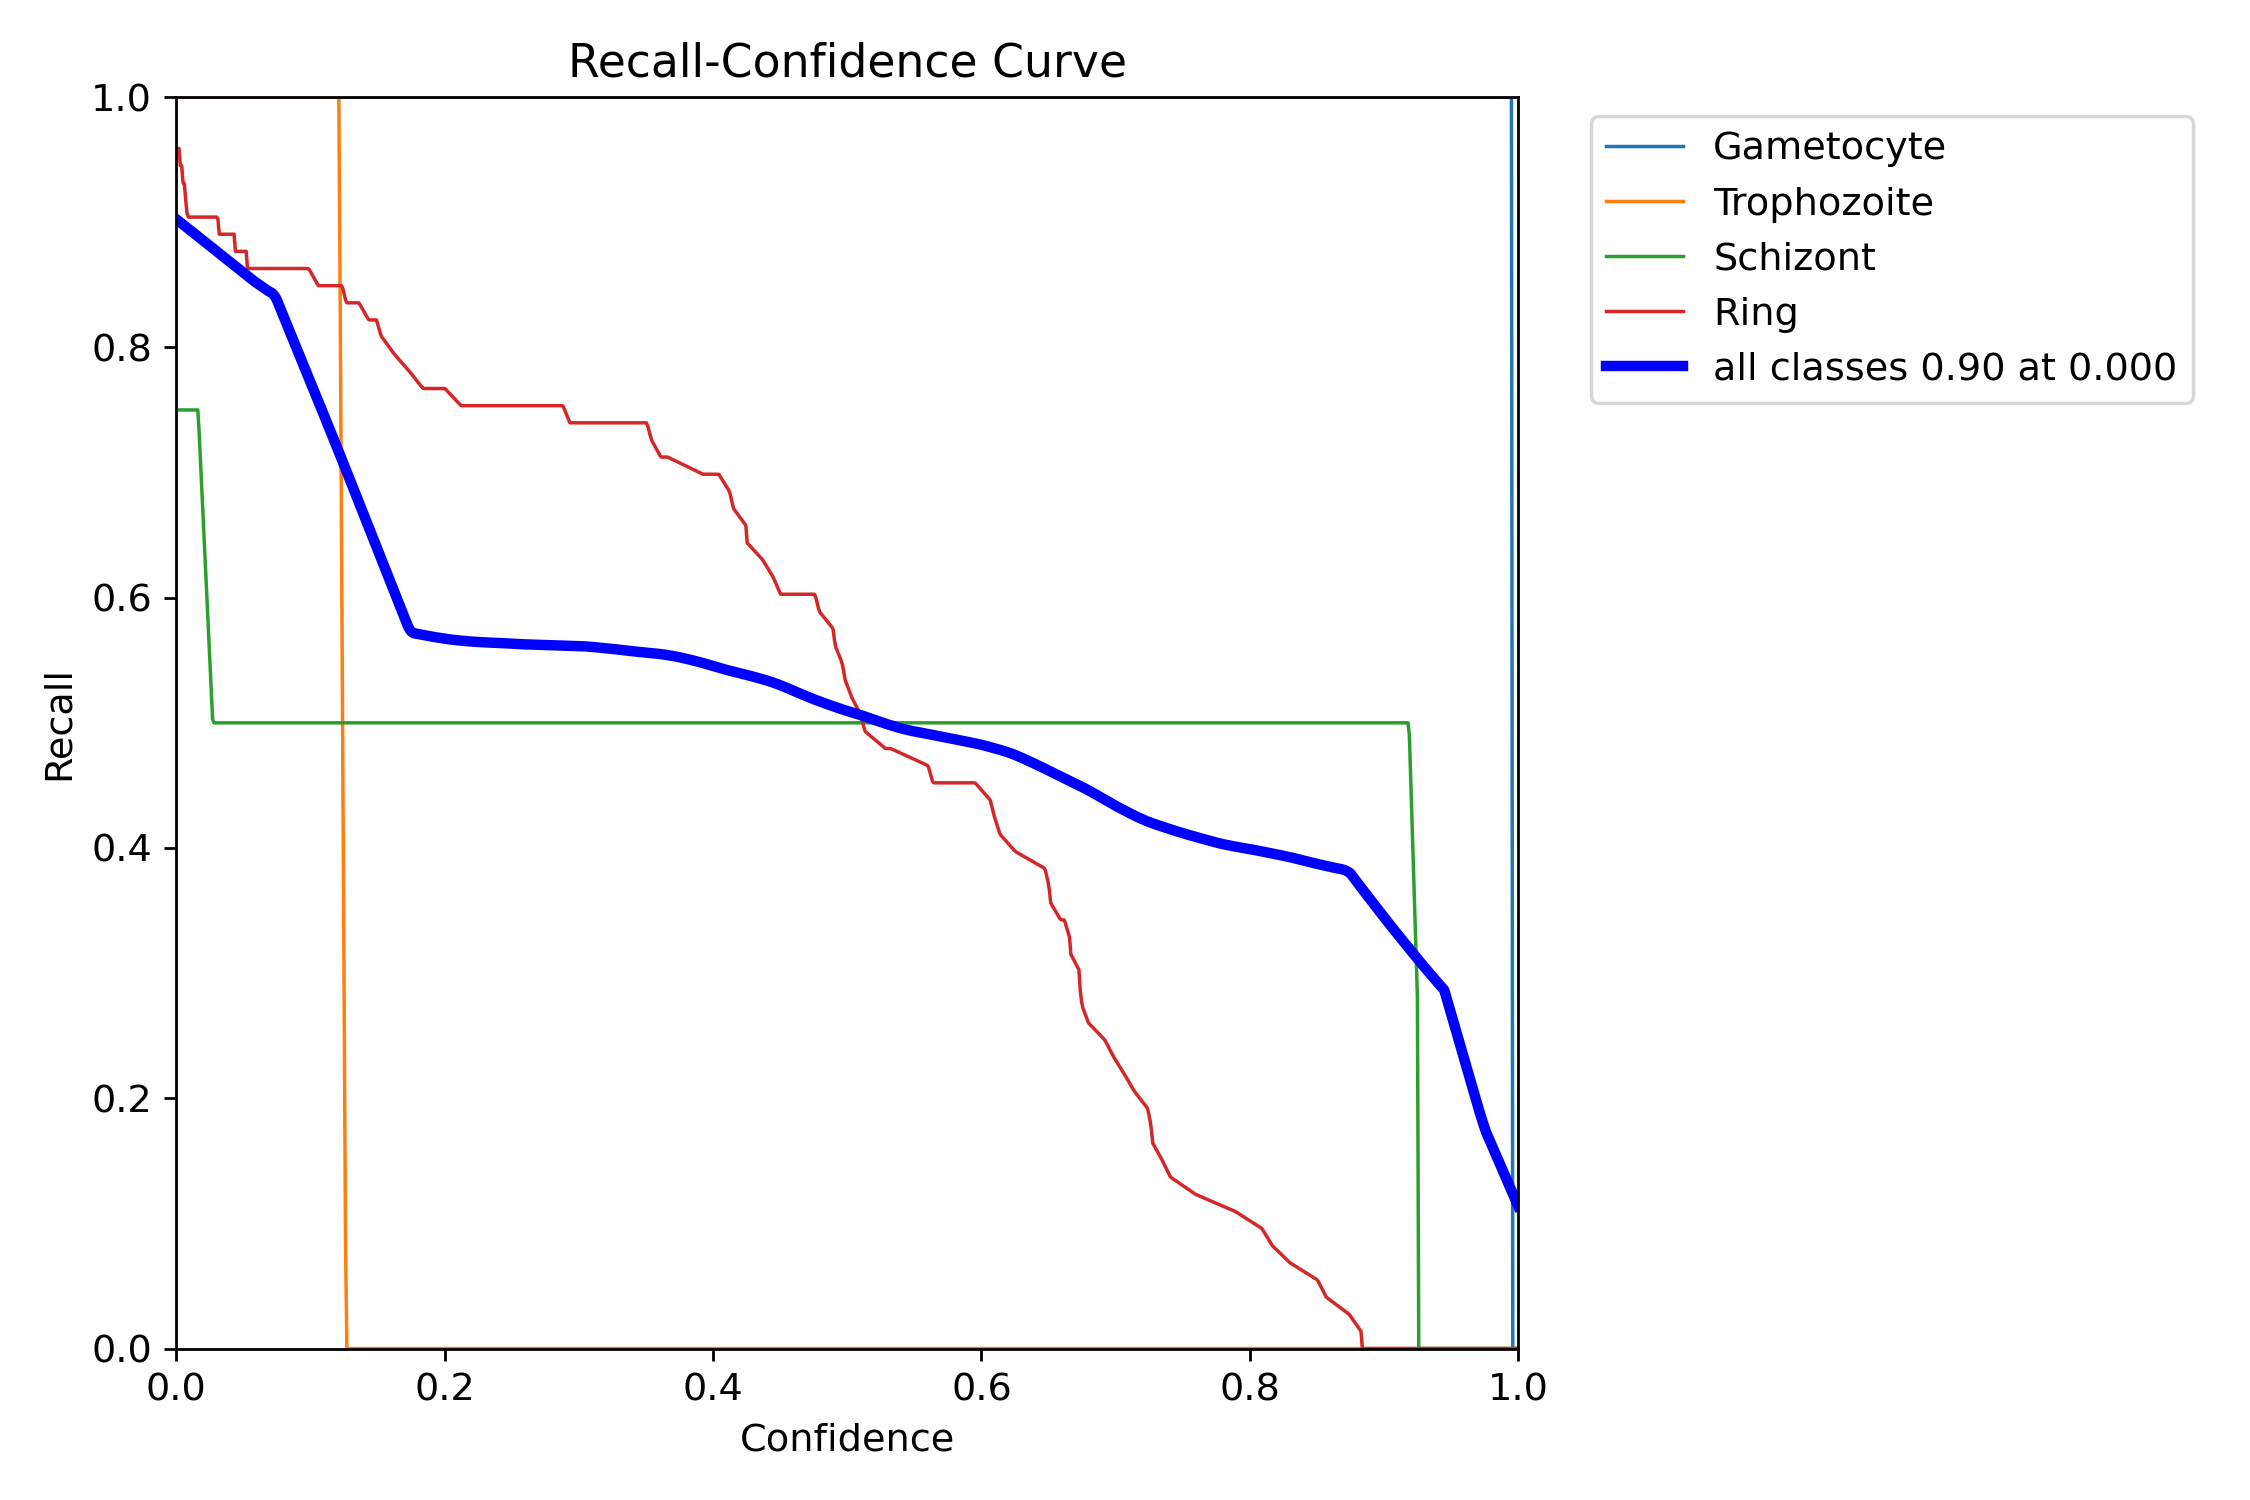 Recall-Confidence Curve
1.0
0.8
0.6
0.4
0.2
0.0
Recall
0.0 0.2 0.4 0.6 0.8 1.0
Confidence
Gametocyte
Trophozoite
Schizont
Ring
all classes 0.90 at 0.000